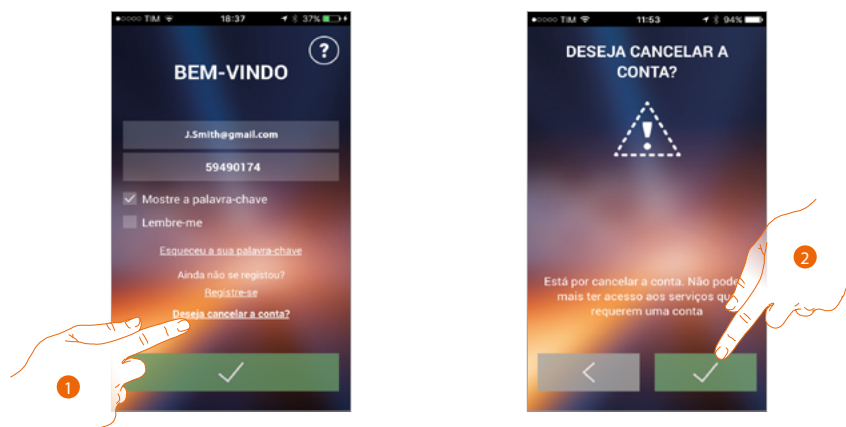 ●○○○○ TIM 18:37 37%
?
BEM-VINDO
J.Smith@gmail.com
59490174
Mostre a palavra-chave
Lembre-me
Esqueceu a sua palavra-chave
Ainda não se registou?
Registre-se
Deseja cancelar a conta?
1
●○○○○ TIM 11:53 94%
DESEJA CANCELAR A
CONTA?
!
Está por cancelar a conta. Não pode
mais ter acesso aos serviços qu
requerem uma conta
2